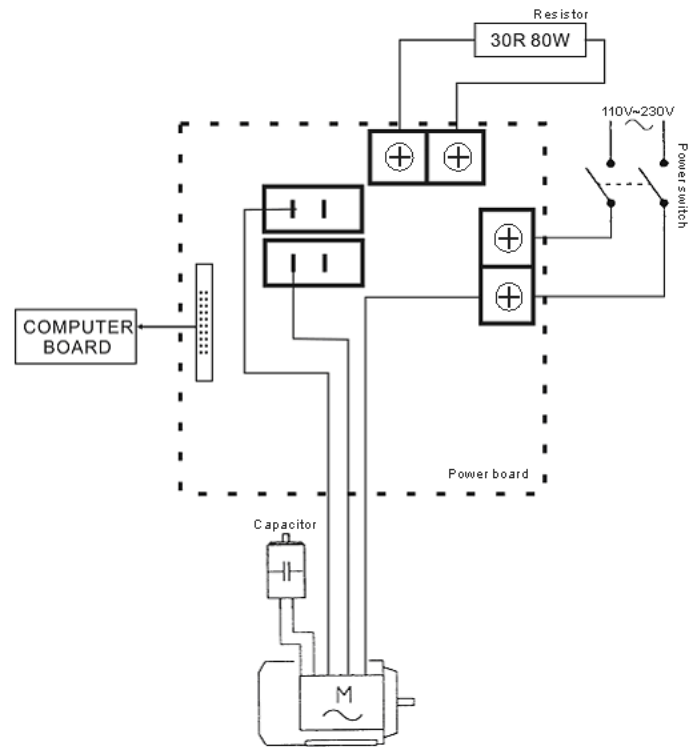 Resistor
30R 80W
110V~230V
Power switch
COMPUTER
BOARD
Power board
Capacitor
M